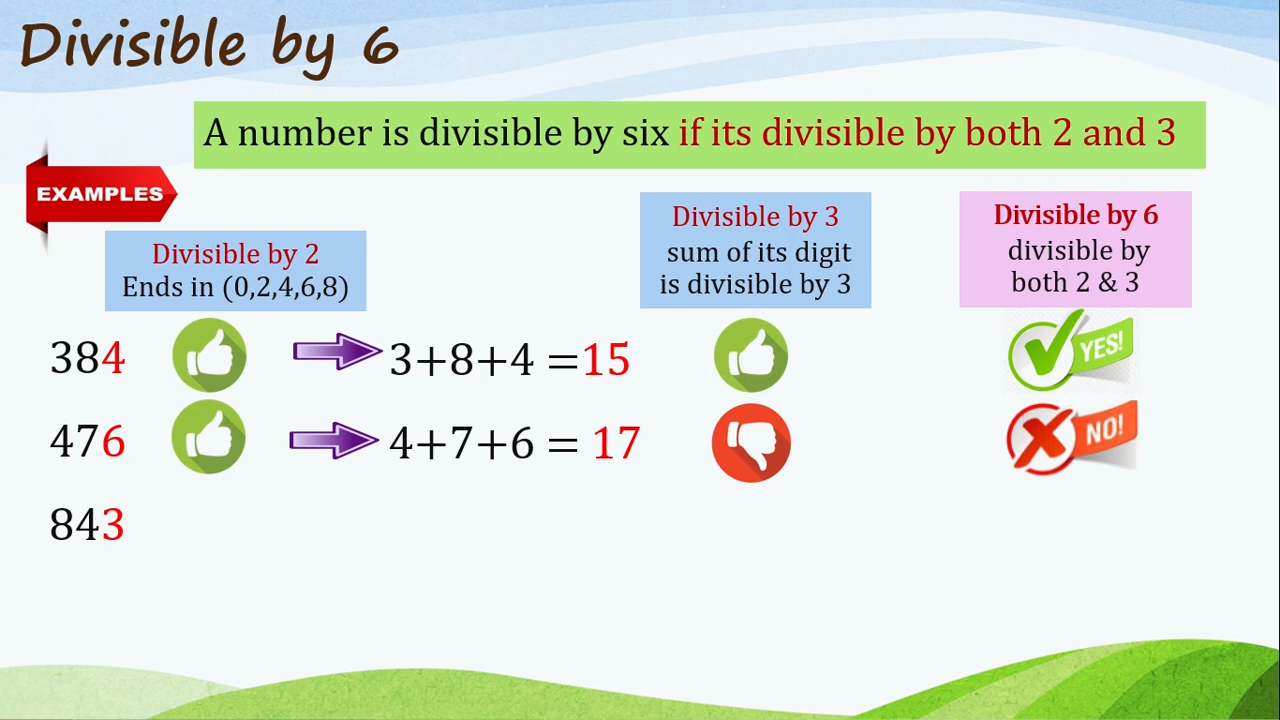 Divisible by 6
A number is divisible by six if its divisible by both 2 and 3
EXAMPLES
Divisible by 2
Ends in (0,2,4,6,8)
Divisible by 3
sum of its digit
is divisible by 3
Divisible by 6
divisible by
both 2 & 3
384 3+8+4 =15 YES!
476 4+7+6 = 17 NO!
843